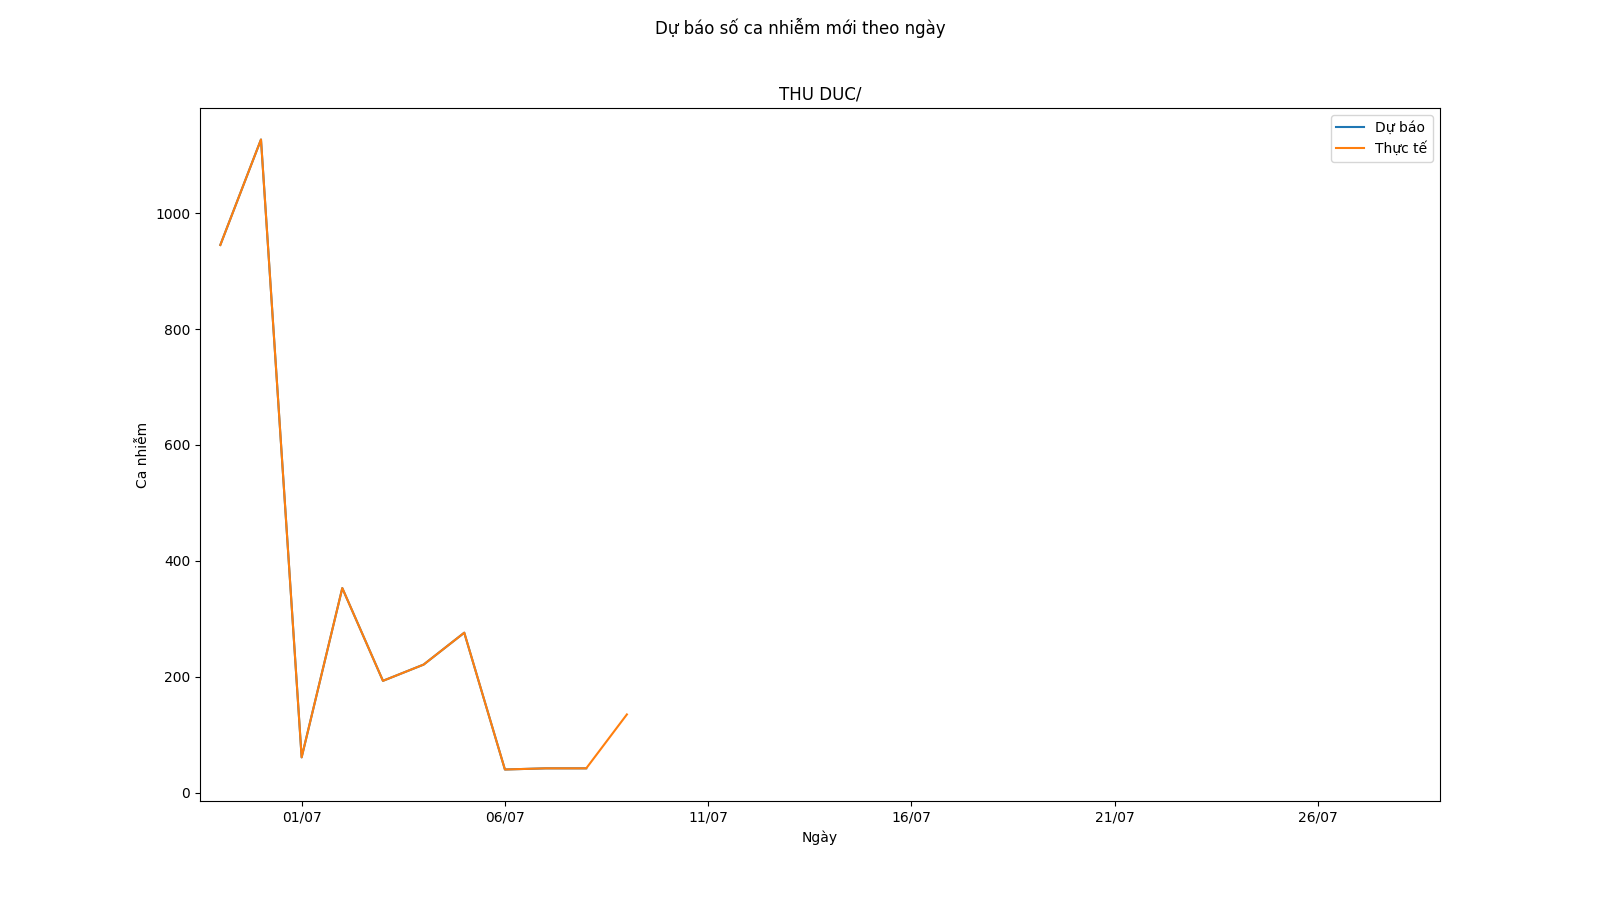 Dự báo số ca nhiễm mới theo ngày
THU DUC/
Dự báo
Thực tế
1000
800
600
400
200
0
Ca nhiễm
01/07
06/07
11/07
16/07
21/07
26/07
Ngày